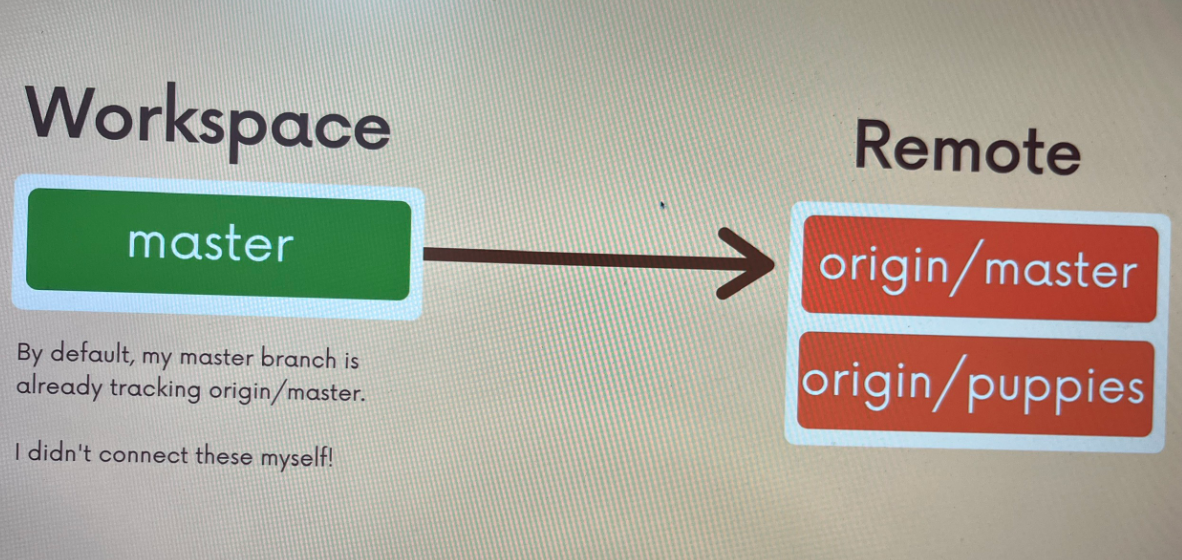 Workspace
master
By default, my master branch is
already tracking origin/master.
I didn't connect these myself!
Remote
origin/master
origin/puppies